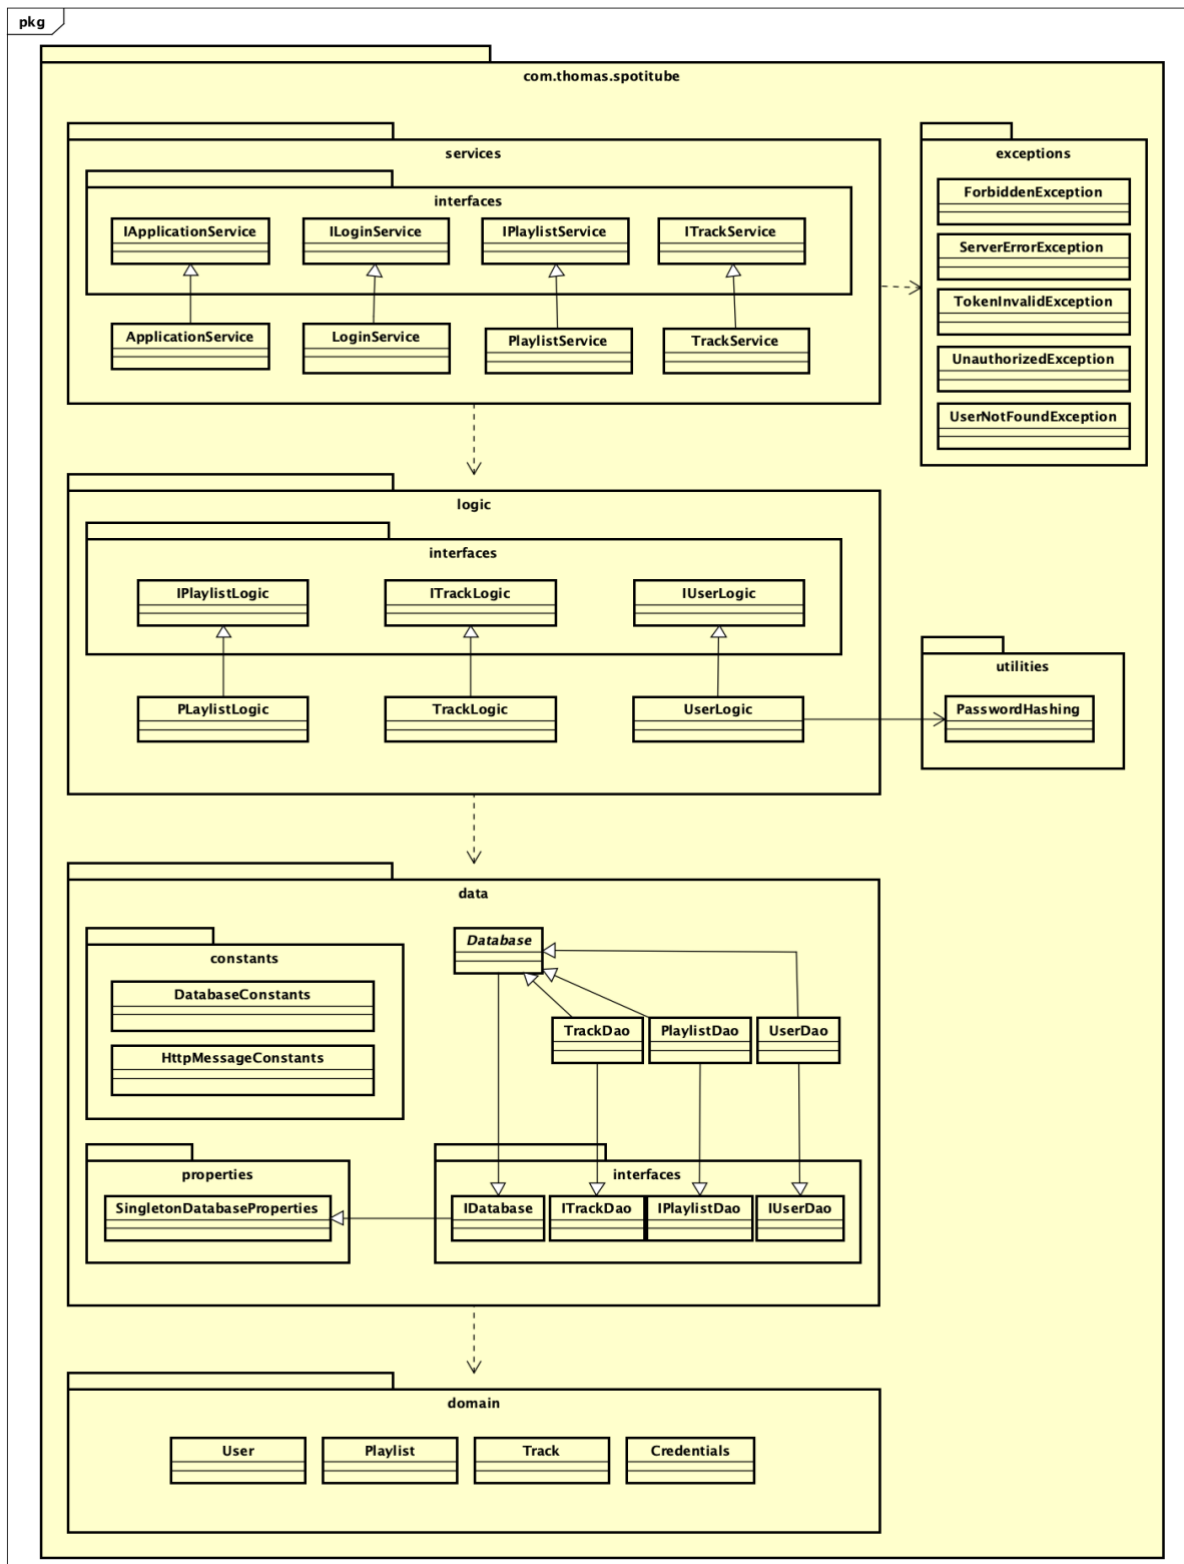 pkg
com.thomas.spotitube
services
exceptions
interfaces
IApplicationService
ILoginService
IPlaylistService
ITrackService
ApplicationService
LoginService
PlaylistService
TrackService
ForbiddenException
ServerErrorException
TokenInvalidException
UnauthorizedException
UserNotFoundException
logic
interfaces
IPlaylistLogic
ITrackLogic
IUserLogic
PLaylistLogic
TrackLogic
UserLogic
utilities
PasswordHashing
data
constants
DatabaseConstants
HttpMessageConstants
Database
TrackDao
PlaylistDao
UserDao
properties
SingletonDatabaseProperties
interfaces
IDatabase
ITrackDao
IPlaylistDao
IUserDao
domain
User
Playlist
Track
Credentials